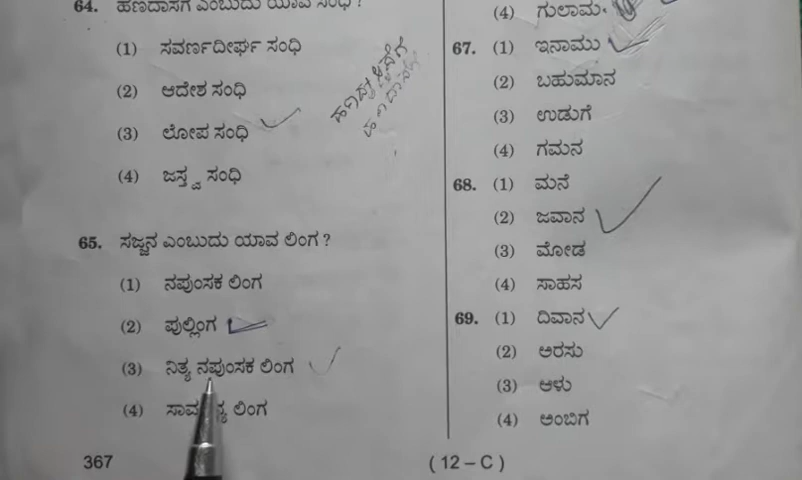 64. ಹಣದಾಸೆಗೆ ಎಂಬುದು ಯಾವ ಸಂಧಿ?
(1) ಸವರ್ಣದೀರ್ಘ ಸಂಧಿ
(2) ಆದೇಶ ಸಂಧಿ
(3) ಲೋಪ ಸಂಧಿ
(4) ಜಸ್ತ್ವ ಸಂಧಿ
65. ಸಜ್ಜನ ಎಂಬುದು ಯಾವ ಲಿಂಗ?
(1) ನಪುಂಸಕ ಲಿಂಗ
(2) ಪುಲ್ಲಿಂಗ
(3) ನಿತ್ಯ ನಪುಂಸಕ ಲಿಂಗ
(4) ಲಿಂಗ
367
(4) ಗುಲಾಮ
67. (1) ಇನಾಮು
(2) ಬಹುಮಾನ
(3) ಉಡುಗೆ
(4) ಗಮನ
68. (1) ಮನೆ
(2) ಜವಾನ
(3) ಮೋಡ
(4) ಸಾಹಸ
69. (1) ದಿವಾನ
(2) ಅರಸು
(3) ಆಳು
(4) ಅಂಬಿಗ
( 12 – C )